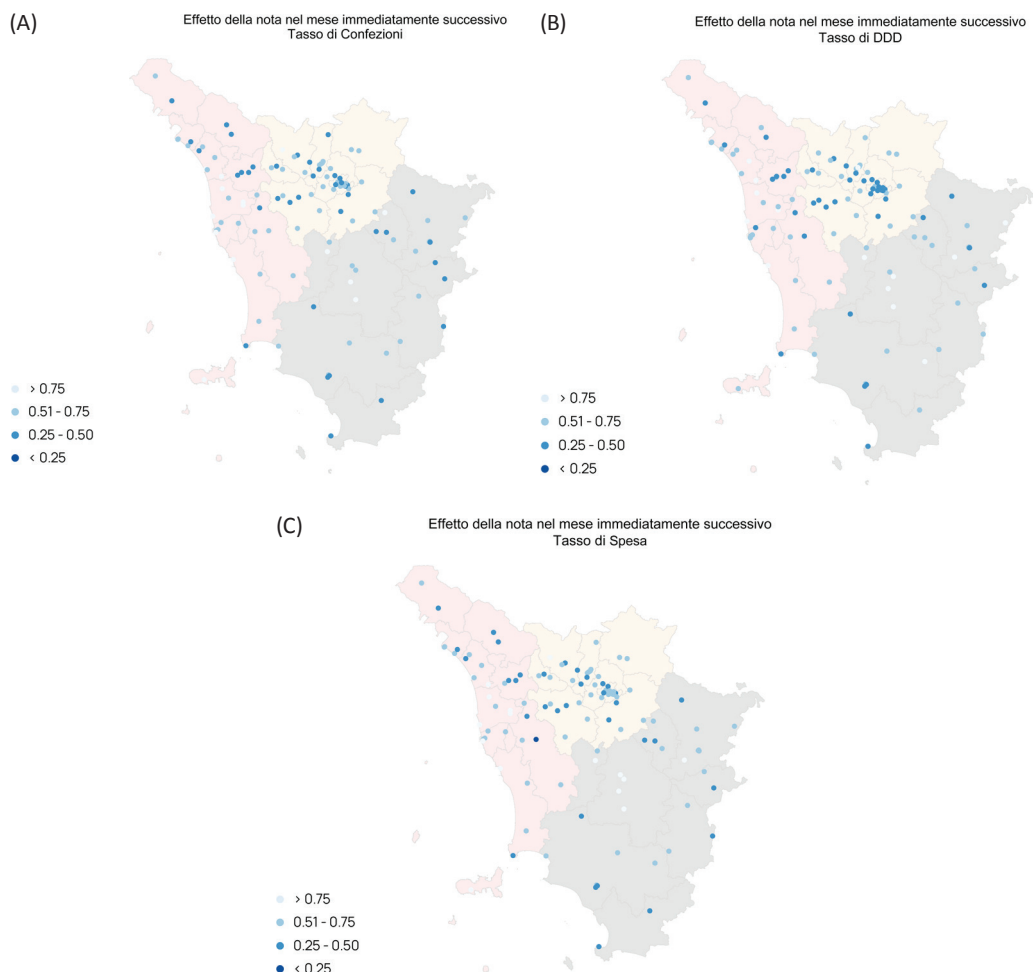 (A)
Effetto della nota nel mese immediatamente successivo
Tasso di Confezioni
> 0.75
0.51 - 0.75
0.25 - 0.50
< 0.25
(B)
Effetto della nota nel mese immediatamente successivo
Tasso di DDD
> 0.75
0.51 - 0.75
0.25 - 0.50
< 0.25
(C)
Effetto della nota nel mese immediatamente successivo
Tasso di Spesa
> 0.75
0.51 - 0.75
0.25 - 0.50
< 0.25